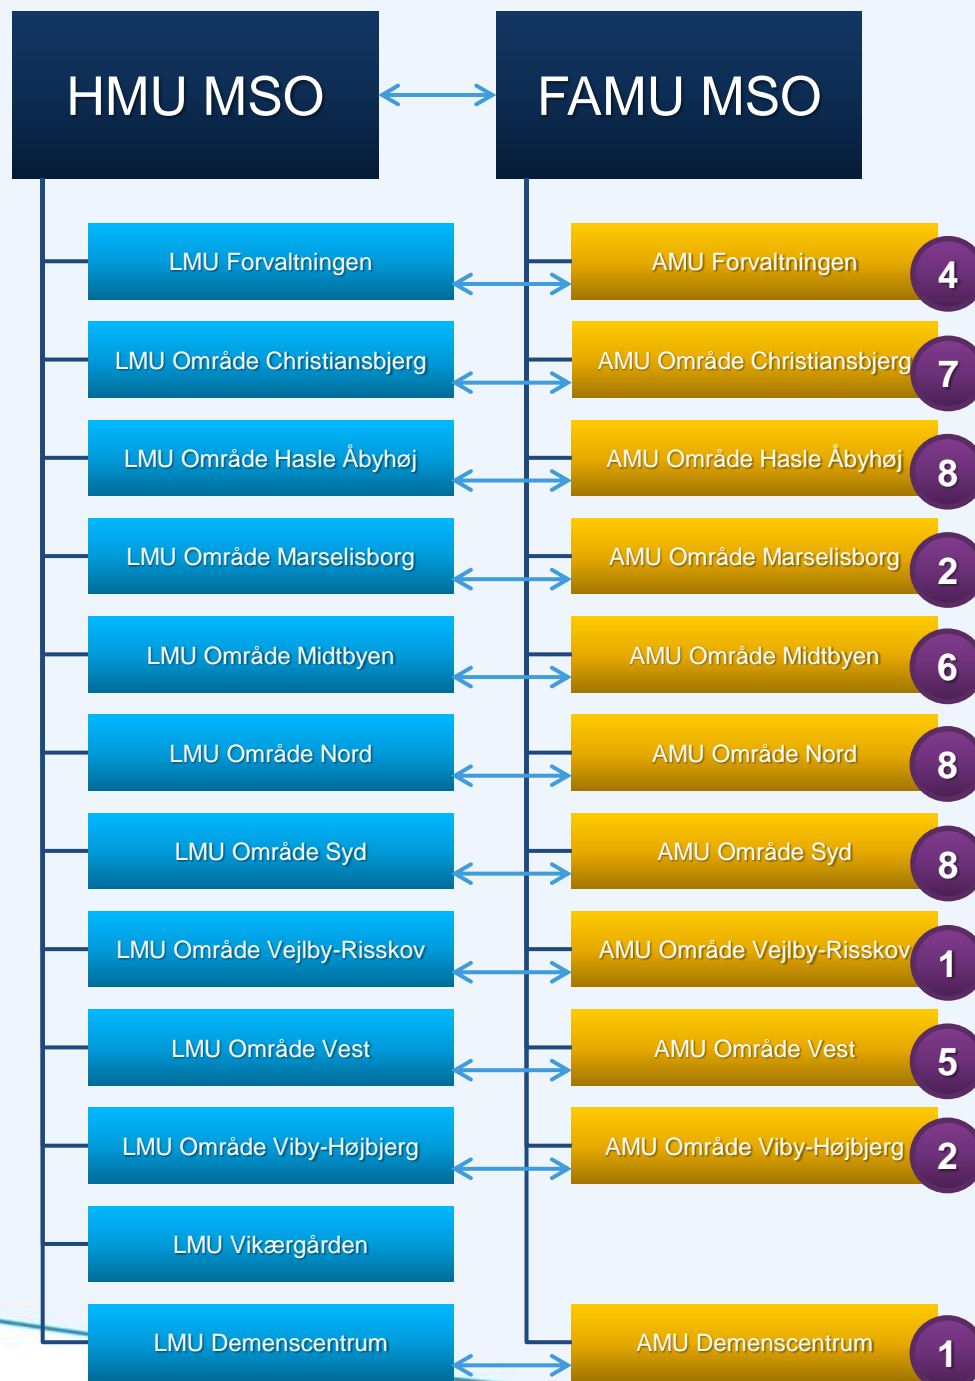 HMU MSO
FAMU MSO
LMU Forvaltningen
AMU Forvaltningen
4
LMU Område Christiansbjerg
AMU Område Christiansbjerg
7
LMU Område Hasle Åbyhøj
AMU Område Hasle Åbyhøj
8
LMU Område Marselisborg
AMU Område Marselisborg
2
LMU Område Midtbyen
AMU Område Midtbyen
6
LMU Område Nord
AMU Område Nord
8
LMU Område Syd
AMU Område Syd
8
LMU Område Vejlby-Risskov
AMU Område Vejlby-Risskov
1
LMU Område Vest
AMU Område Vest
5
LMU Område Viby-Højbjerg
AMU Område Viby-Højbjerg
2
LMU Vikærgården
LMU Demenscentrum
AMU Demenscentrum
1